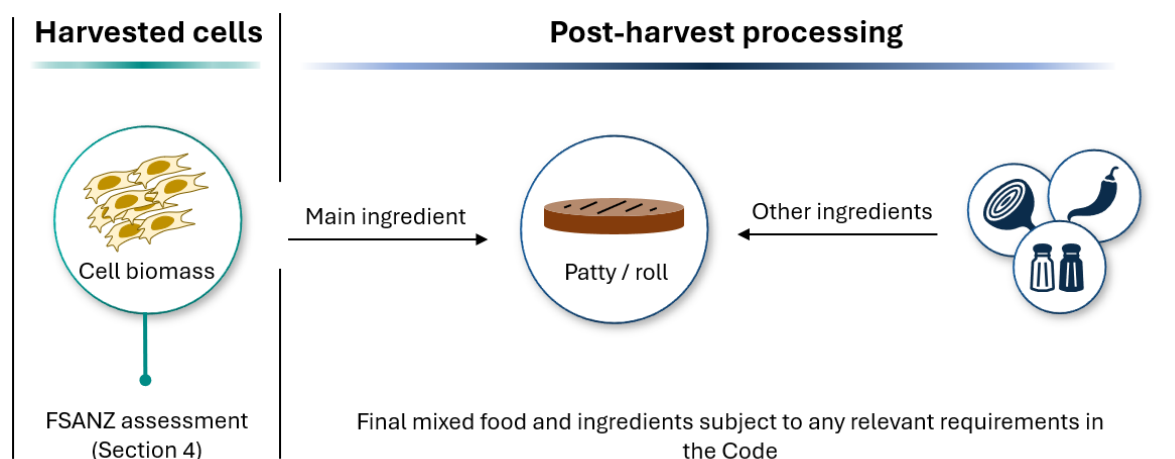 Harvested cells
Post-harvest processing
Main ingredient
Other ingredients
Cell biomass
Patty / roll
FSANZ assessment
(Section 4)
Final mixed food and ingredients subject to any relevant requirements in
the Code